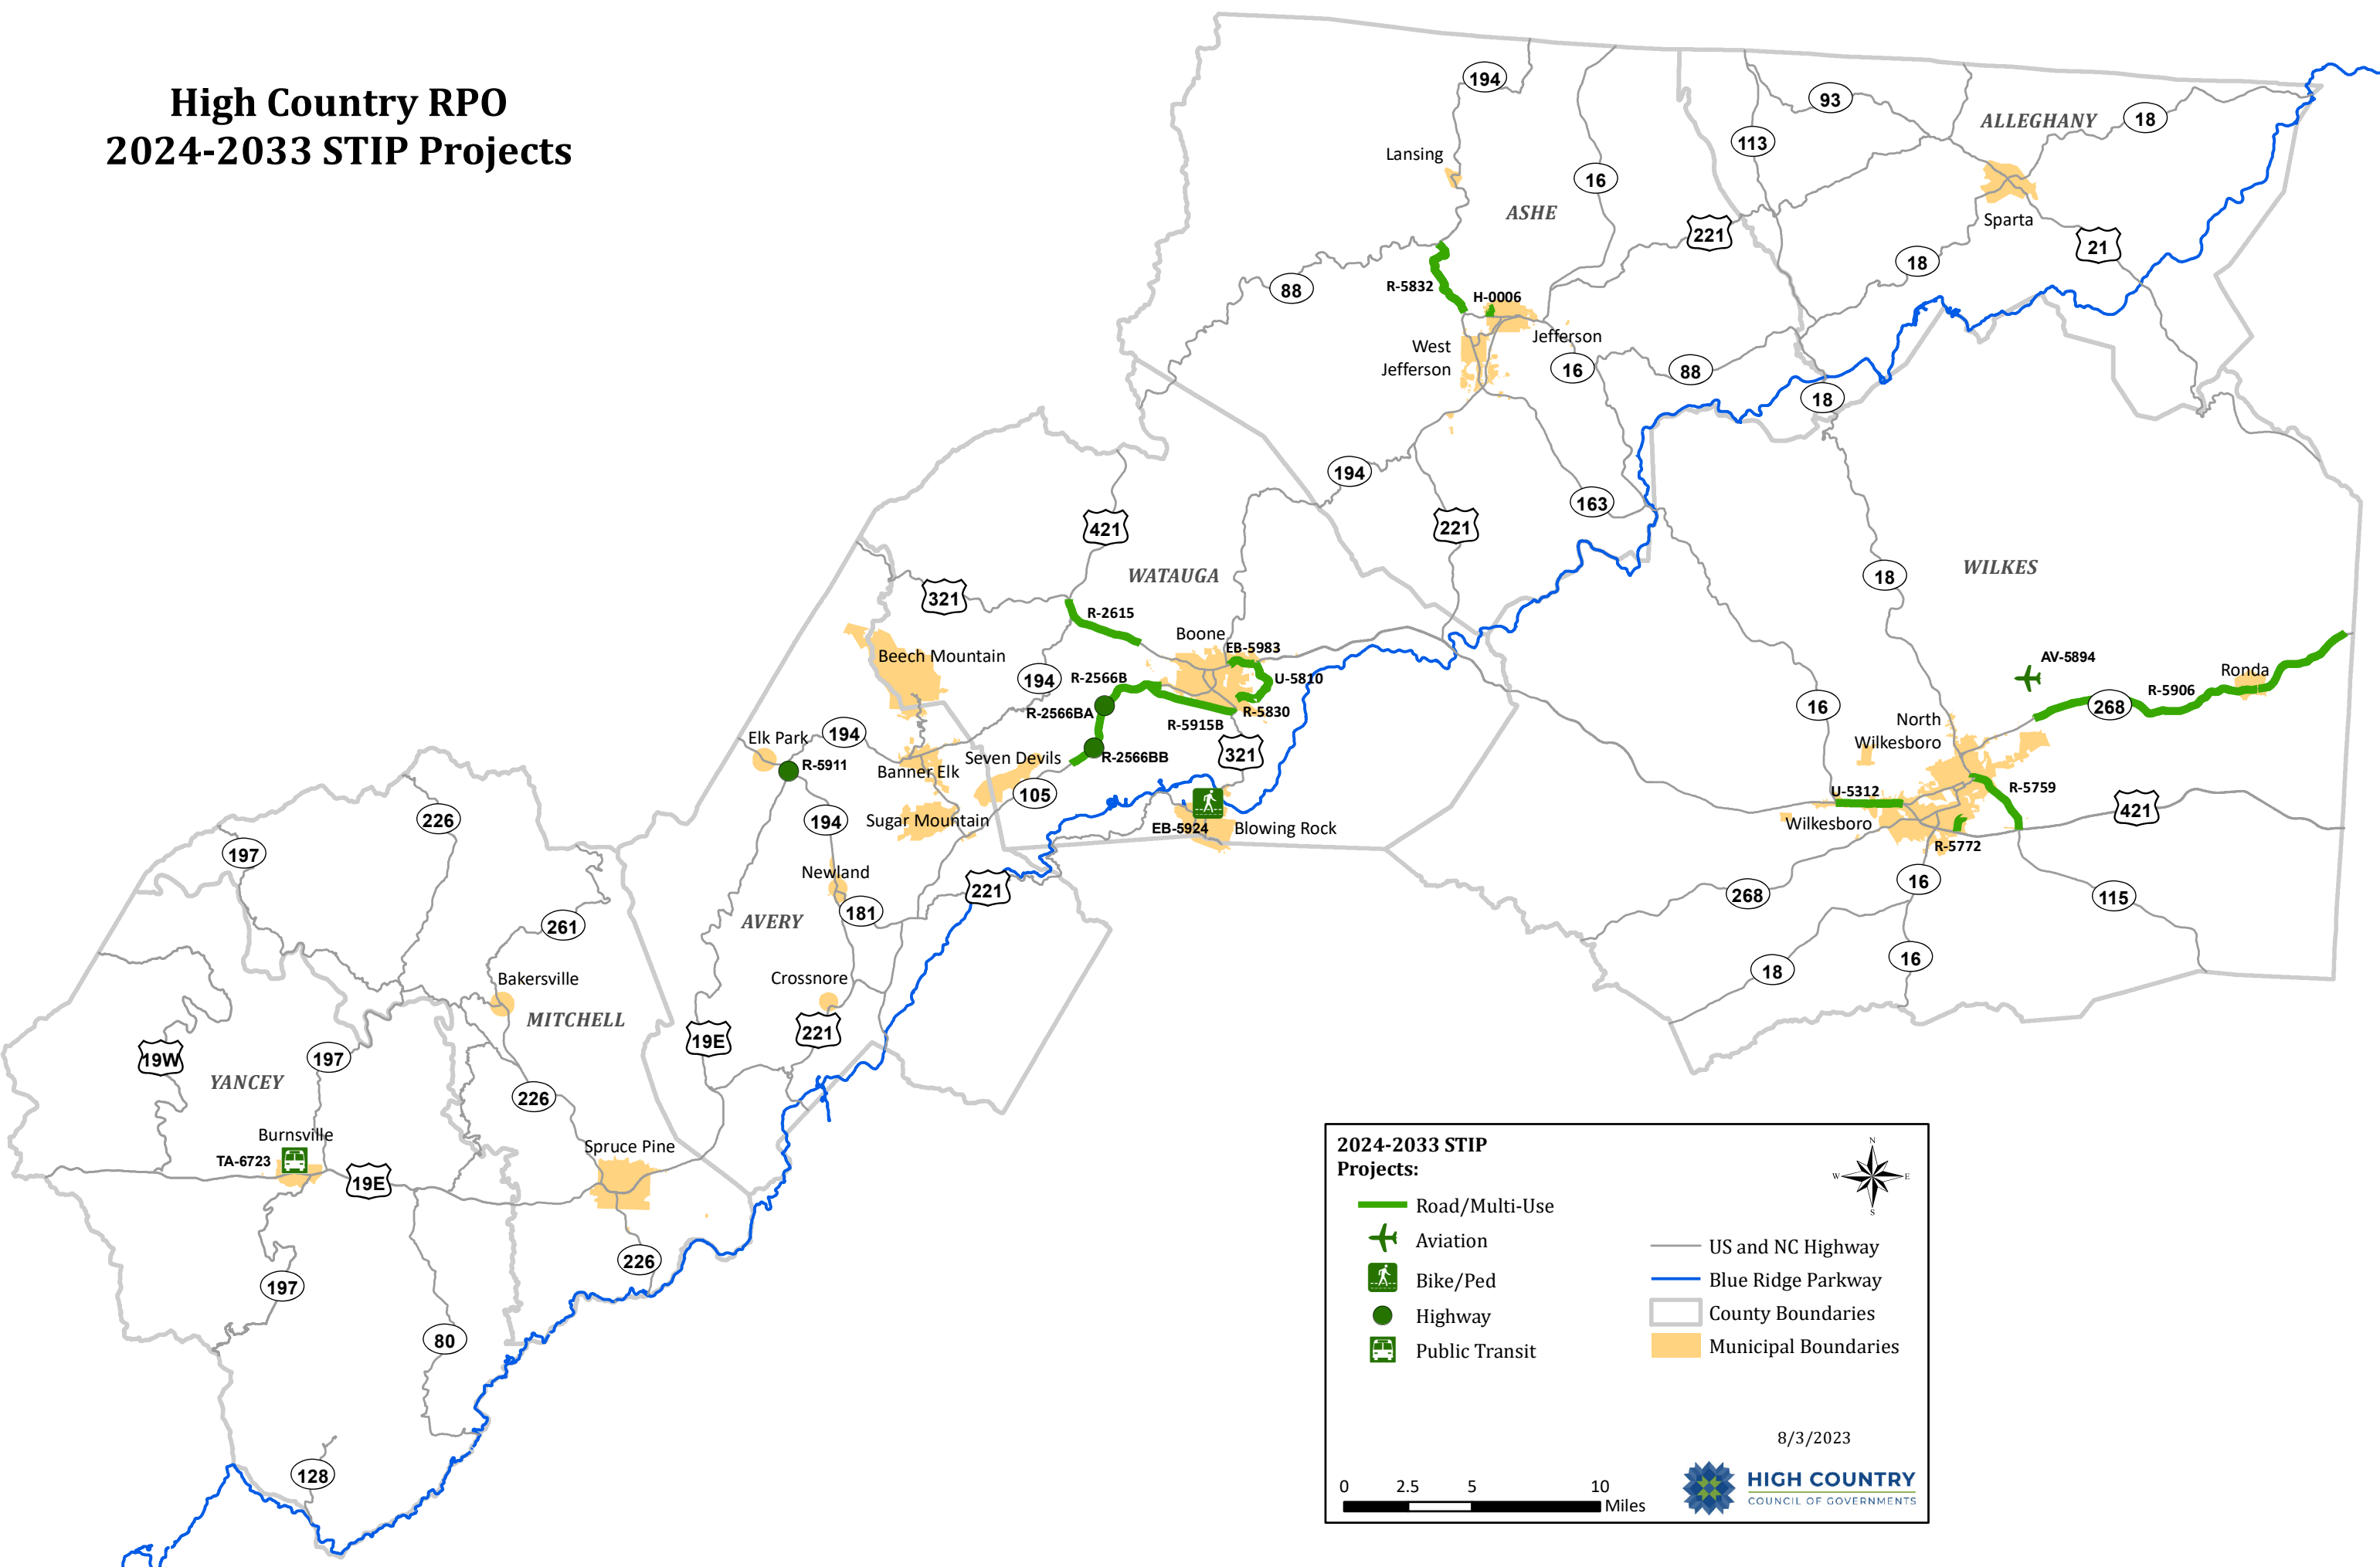 High Country RPO
2024-2033 STIP Projects
194
93
ALLEGHANY
18
113
Lansing
16
ASHE
Sparta
221
21
18
88
R-5832
H-0006
Jefferson
West
Jefferson
16
88
18
194
163
221
421
WATAUGA
WILKES
18
321
R-2615
Boone
EB-5983
Beech Mountain
194
R-2566B
U-5810
R-2566BA
R-5830
R-5915B
AV-5894
Ronda
R-5906
268
16
North
Wilkesboro
Elk Park
194
R-5911
Banner Elk
Seven Devils
R-2566BB
321
105
U-5312
R-5759
421
226
194
Sugar Mountain
EB-5924
Blowing Rock
Wilkesboro
R-5772
197
Newland
221
16
268
115
181
AVERY
261
16
18
Bakersville
Crossnore
MITCHELL
19E
221
19W
197
YANCEY
226
Burnsville
TA-6723
19E
Spruce Pine
226
197
80
128
2024-2033 STIP
Projects:
Road/Multi-Use
Aviation
Bike/Ped
Highway
Public Transit
N
W
E
S
US and NC Highway
Blue Ridge Parkway
County Boundaries
Municipal Boundaries
8/3/2023
0 2.5 5 10
Miles
HIGH COUNTRY
COUNCIL OF GOVERNMENTS